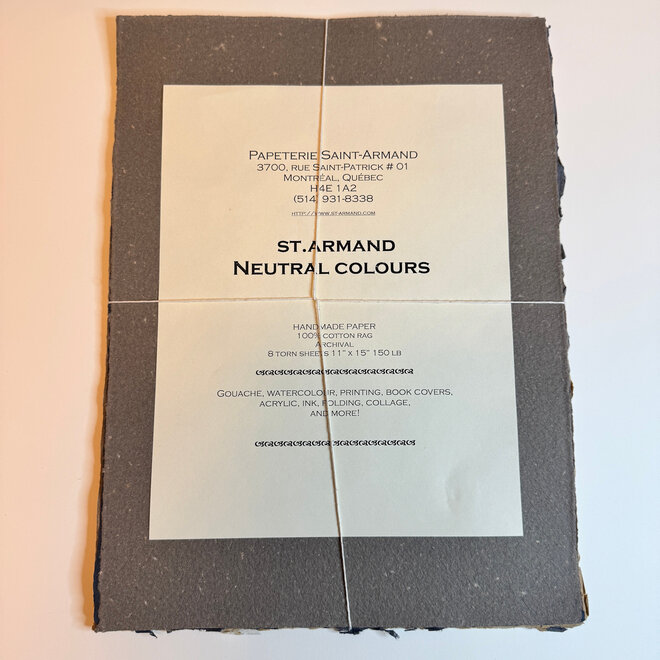 Papeterie Saint-Armand
3700, rue Saint-Patrick # 01
Montréal, Québec
H4E 1A2
(514) 931-8338
http://www.st-armand.com
St.Armand
Neutral colours
Handmade paper
100% cotton rag
Archival
8 torn sheets 11" x 15" 150 lb
Gouache, watercolour, printing, book covers,
acrylic, ink, folding, collage,
and more!